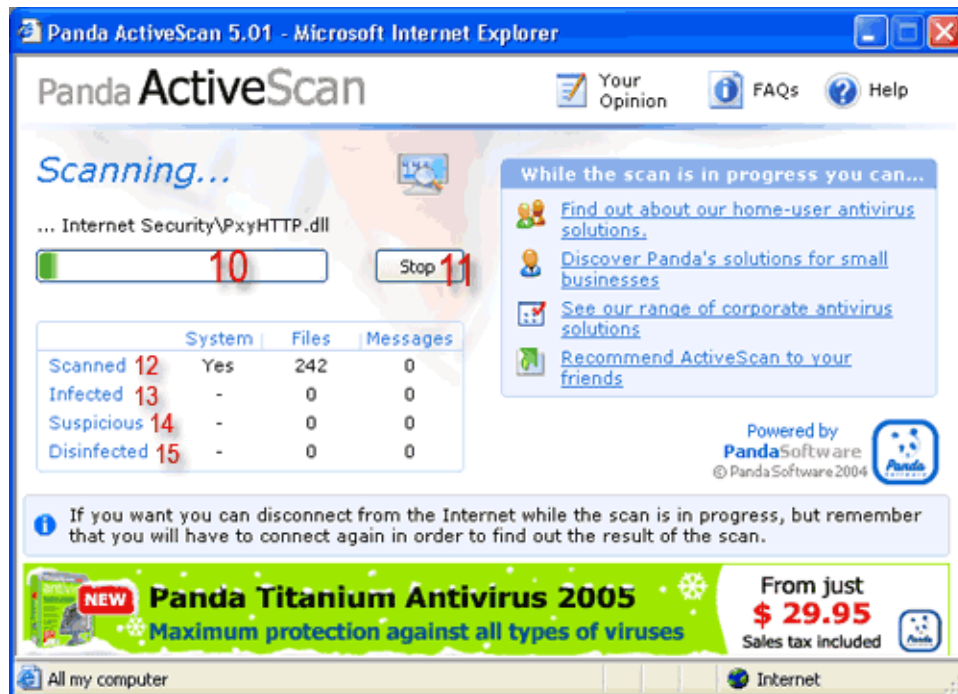 Panda ActiveScan 5.01 - Microsoft Internet Explorer
Panda ActiveScan
Your Opinion
FAQs
Help
Scanning...
... Internet Security\PxyHTTP.dll
10
Stop 11
System Files Messages
Scanned 12 Yes 242 0
Infected 13 - 0 0
Suspicious 14 - 0 0
Disinfected 15 - 0 0
While the scan is in progress you can...
Find out about our home-user antivirus
solutions.
Discover Panda's solutions for small
businesses
See our range of corporate antivirus
solutions
Recommend ActiveScan to your
friends
Powered by
PandaSoftware
© PandaSoftware 2004
Panda
If you want you can disconnect from the Internet while the scan is in progress, but remember
that you will have to connect again in order to find out the result of the scan.
NEW
Panda Titanium Antivirus 2005
Maximum protection against all types of viruses
From just
$ 29.95
Sales tax included
Panda
All my computer
Internet